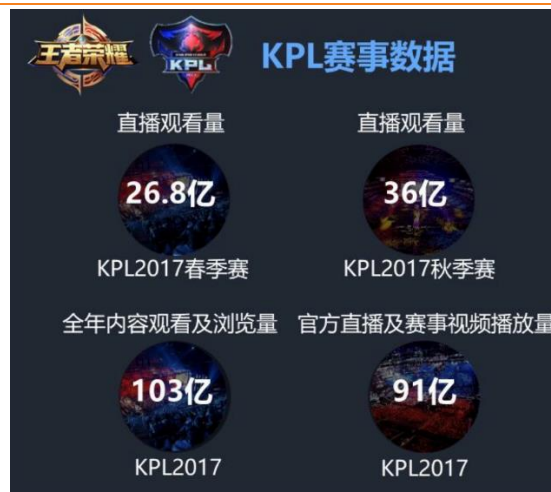 王者荣耀
KPL
KPL赛事数据
直播观看量
直播观看量
26.8亿
36亿
KPL2017春季赛
KPL2017秋季赛
全年内容观看及浏览量
官方直播及赛事视频播放量
103亿
91亿
KPL2017
KPL2017